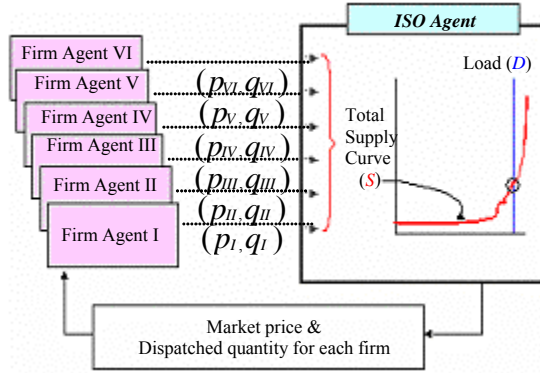 ISO Agent
Firm Agent VI
Firm Agent V
Firm Agent IV
Firm Agent III
Firm Agent II
Firm Agent I
(pVI, qVI)
(pV, qV)
(pIV, qIV)
(pIII, qIII)
(pII, qII)
(pI, qI)
Load (D)
Total
Supply
Curve
(S)
Market price &
Dispatched quantity for each firm